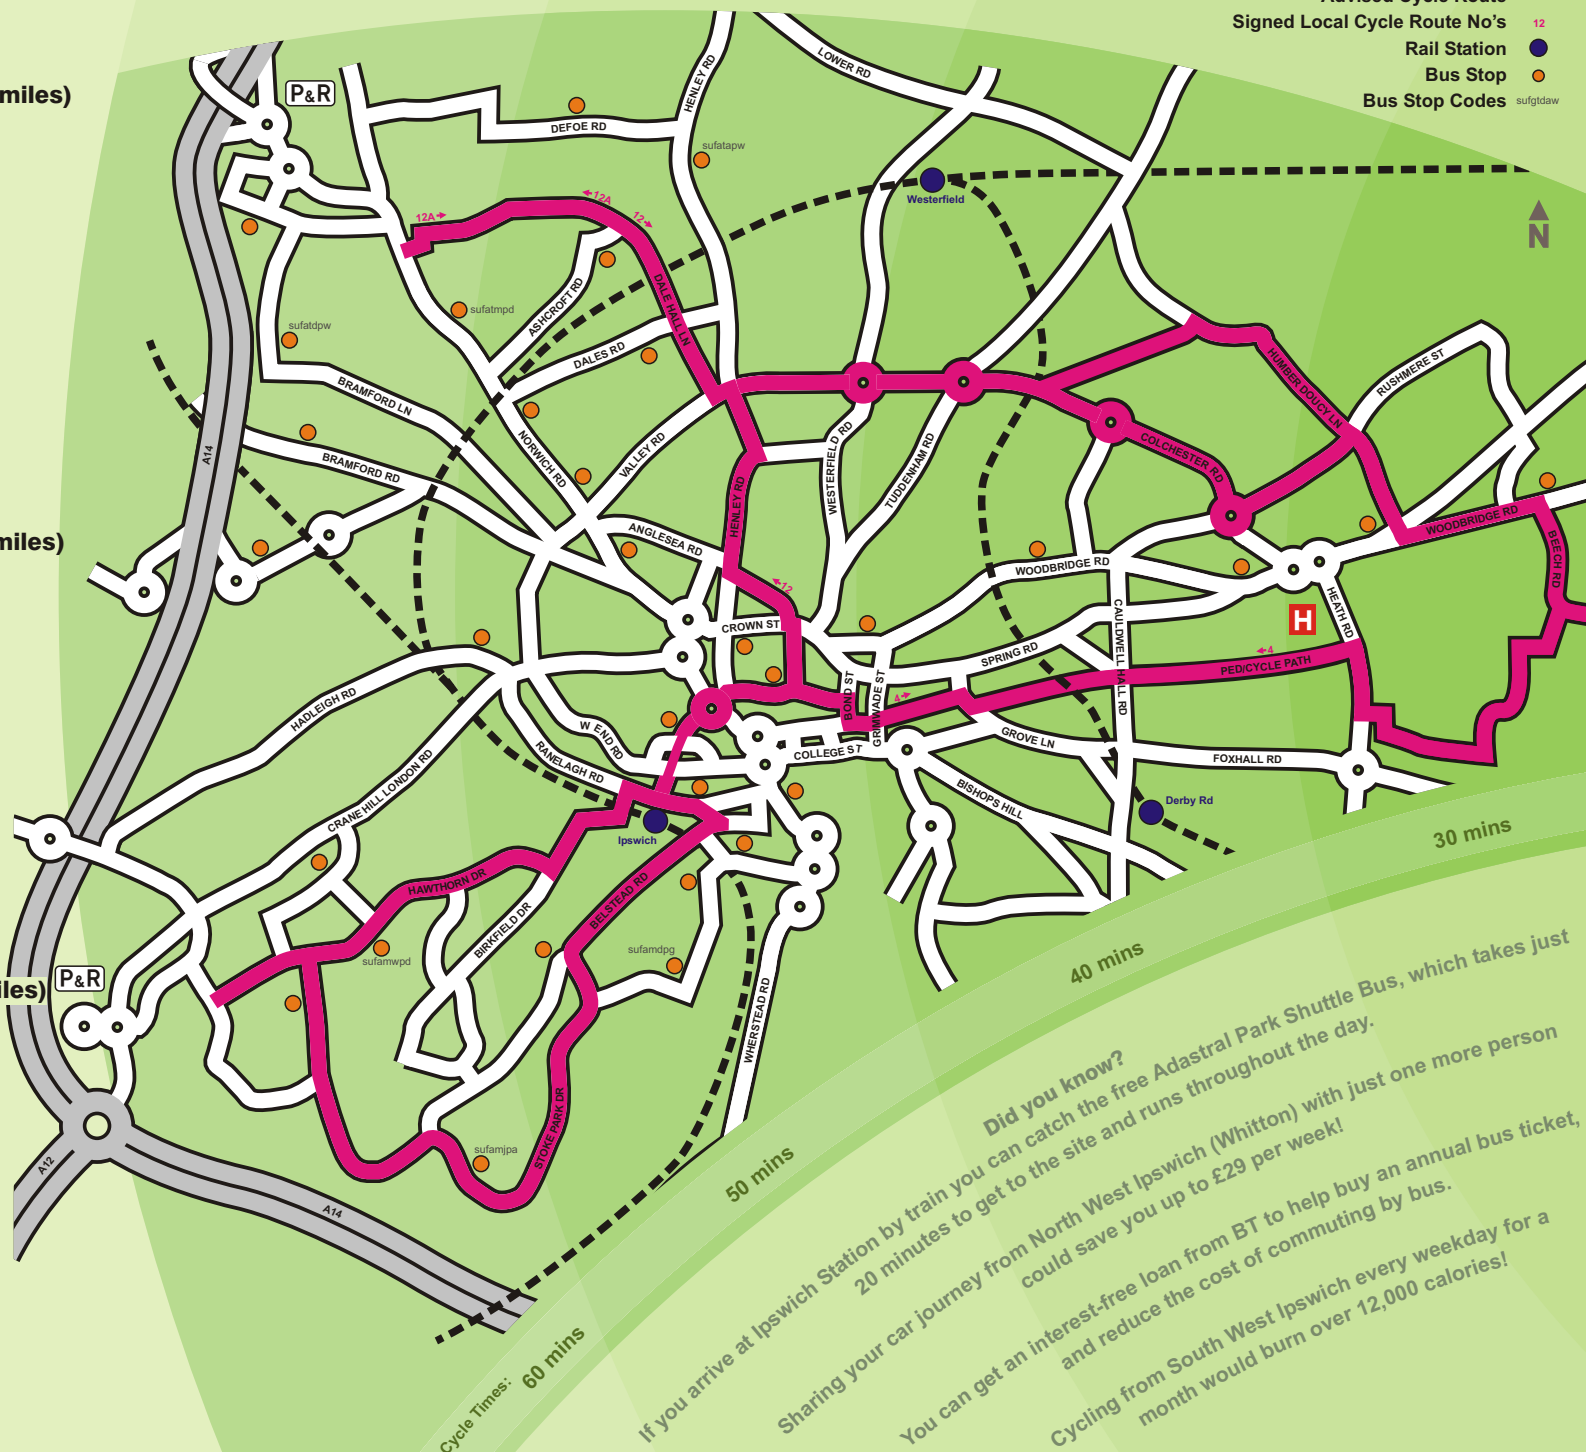 Advised Cycle Route
Signed Local Cycle Route No's 12
Rail Station
Bus Stop
Bus Stop Codes sufgtdaw
miles)
P&R
LOWER RD
HENLEY RD
DEFOE RD
sufatapw
Westerfield
N
12A
12A
12
DALE HALL LN
ASHCROFT RD
sufatmpd
sufatdpw
DALES RD
BRAMFORD LN
HUMBER DOUCY LN
RUSHMERE ST
A14
BRAMFORD RD
NORWICH RD
VALLEY RD
WESTERFIELD RD
TUDDENHAM RD
COLCHESTER RD
HENLEY RD
WOODBRIDGE RD
miles)
ANGLESEA RD
WOODBRIDGE RD
BEECH RD
12
CROWN ST
CAULDWELL HALL RD
HEATH RD
H
SPRING RD
4
PED/CYCLE PATH
HADLEIGH RD
BOND ST
GRIMWADE ST
4
W END RD
RANELAGH RD
COLLEGE ST
GROVE LN
FOXHALL RD
CRANE HILL LONDON RD
BISHOPS HILL
Derby Rd
Ipswich
30 mins
HAWTHORN DR
BELSTEAD RD
BIRKFIELD DR
sufamwpd
sufamdpg
iles)
P&R
WHERSTEAD RD
40 mins
STOKE PARK DR
sufamjpa
A12
A14
50 mins
Cycle Times: 60 mins
Did you know?
If you arrive at Ipswich Station by train you can catch the free Adastral Park Shuttle Bus, which takes just
20 minutes to get to the site and runs throughout the day.
Sharing your car journey from North West Ipswich (Whitton) with just one more person
could save you up to £29 per week!
You can get an interest-free loan from BT to help buy an annual bus ticket,
and reduce the cost of commuting by bus.
Cycling from South West Ipswich every weekday for a
month would burn over 12,000 calories!